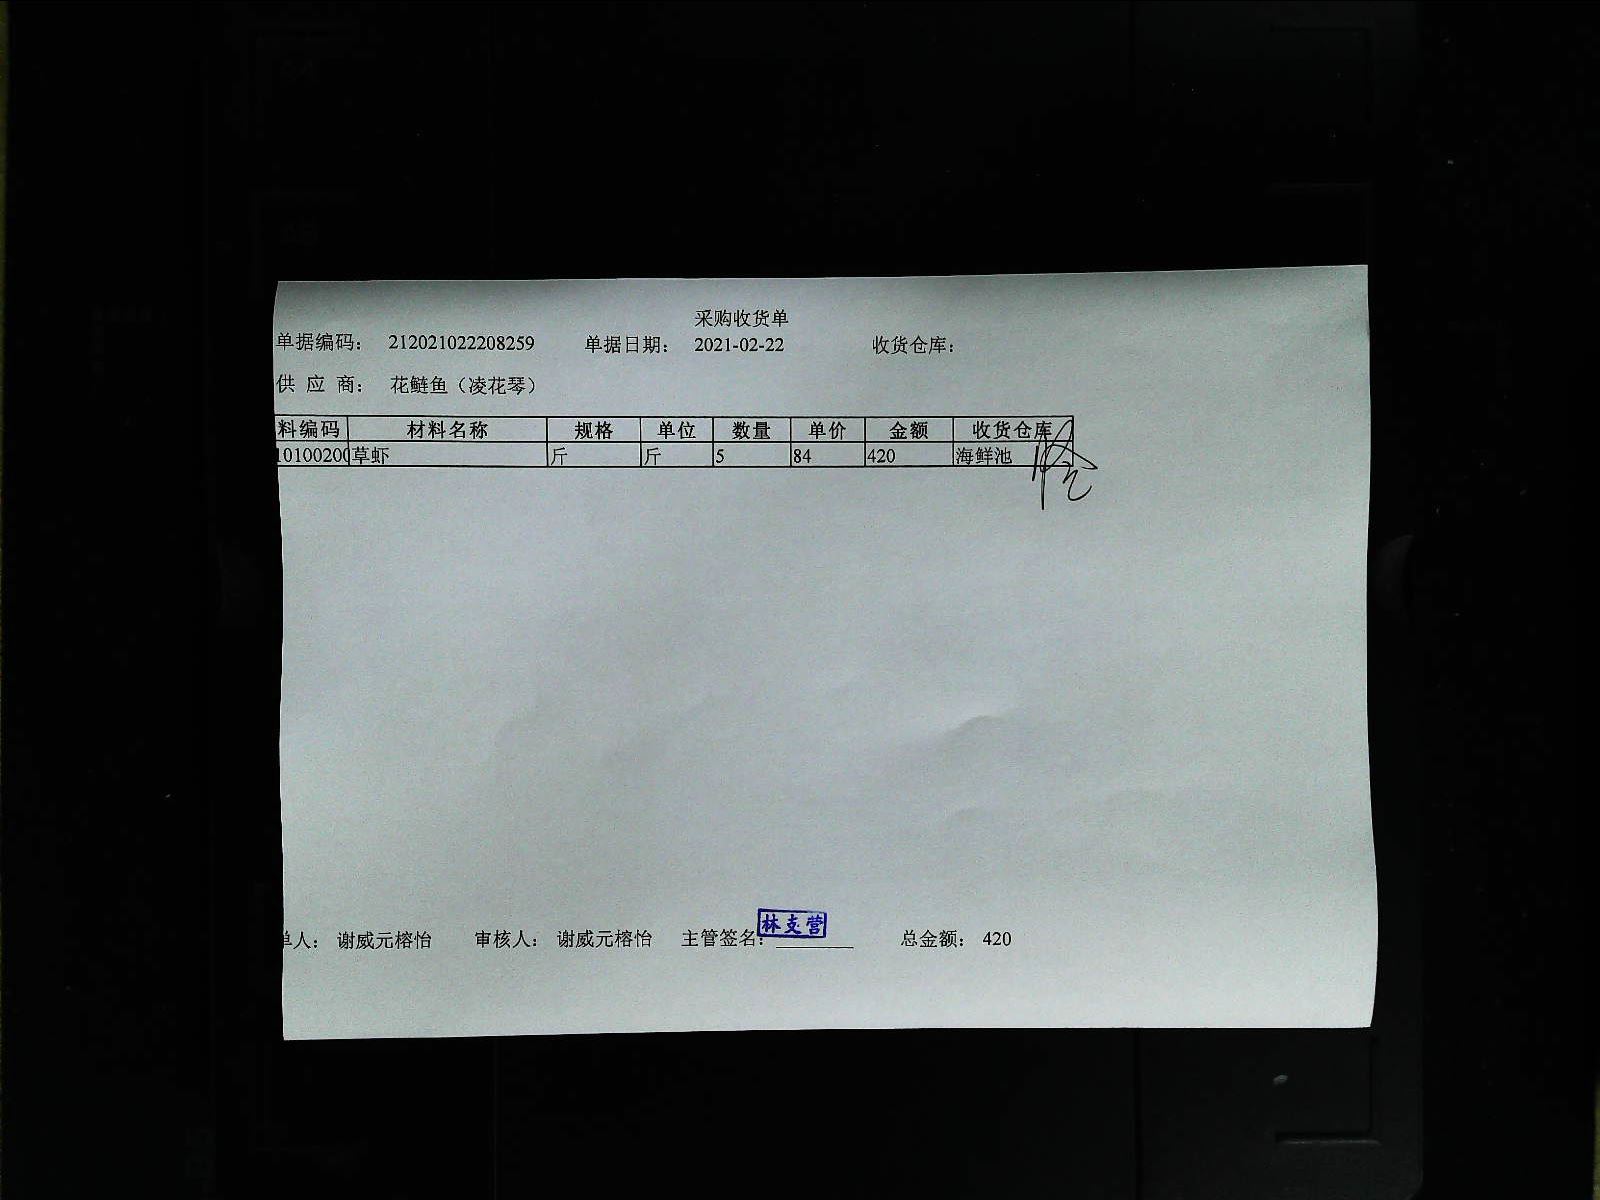 采购收货单
单据编码： 212021022208259 单据日期： 2021-02-22 收货仓库：
供 应 商： 花鲢鱼（凌花琴）
料编码 材料名称 规格 单位 数量 单价 金额 收货仓库
10100200 草虾 斤 斤 5 84 420 海鲜池
单人： 谢威元榕怡 审核人： 谢威元榕怡 主管签名： 林支营 总金额： 420